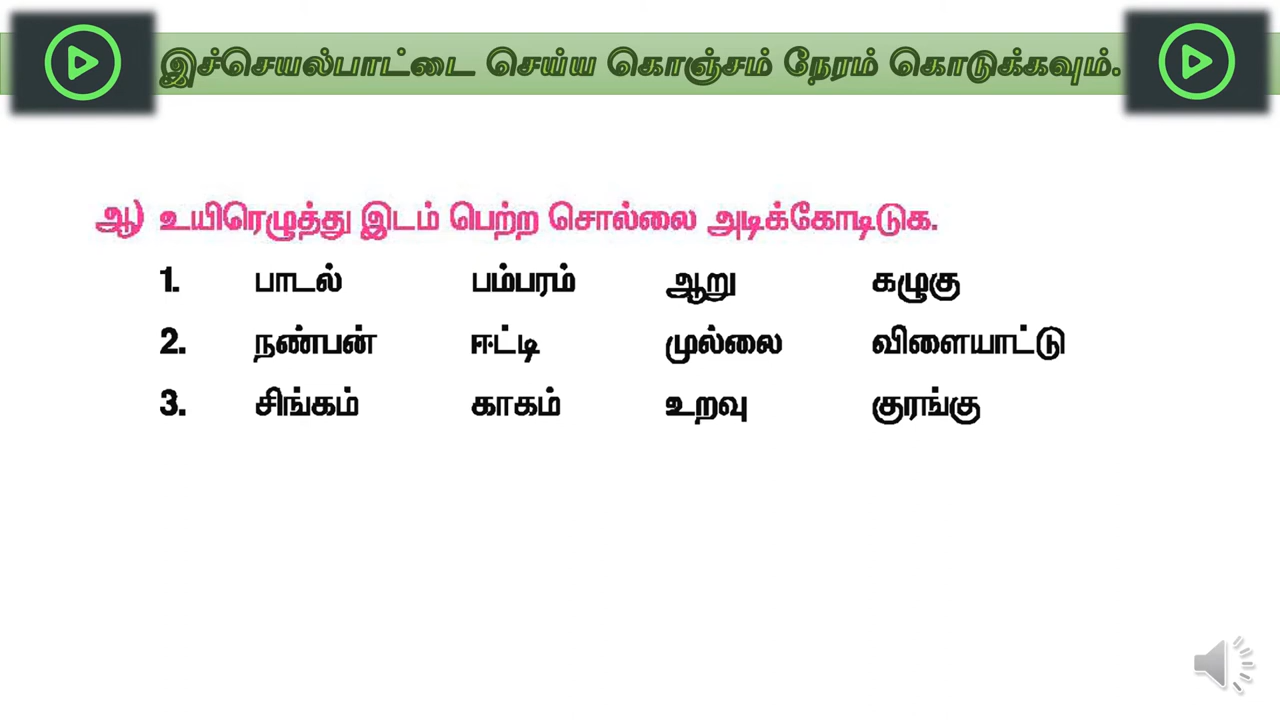 இச்செயல்பாட்டை செய்ய கொஞ்சம் நேரம் கொடுக்கவும்.
ஆ) உயிரெழுத்து இடம் பெற்ற சொல்லை அடிக்கோடிடுக.
1. பாடல் பம்பரம் ஆறு கழுகு
2. நண்பன் ஈட்டி முல்லை விளையாட்டு
3. சிங்கம் காகம் உறவு குரங்கு